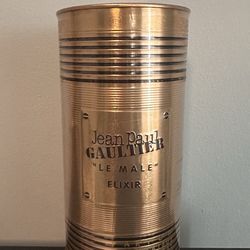 Jean Paul
GAULTIER
"LE MALE"
ELIXIR